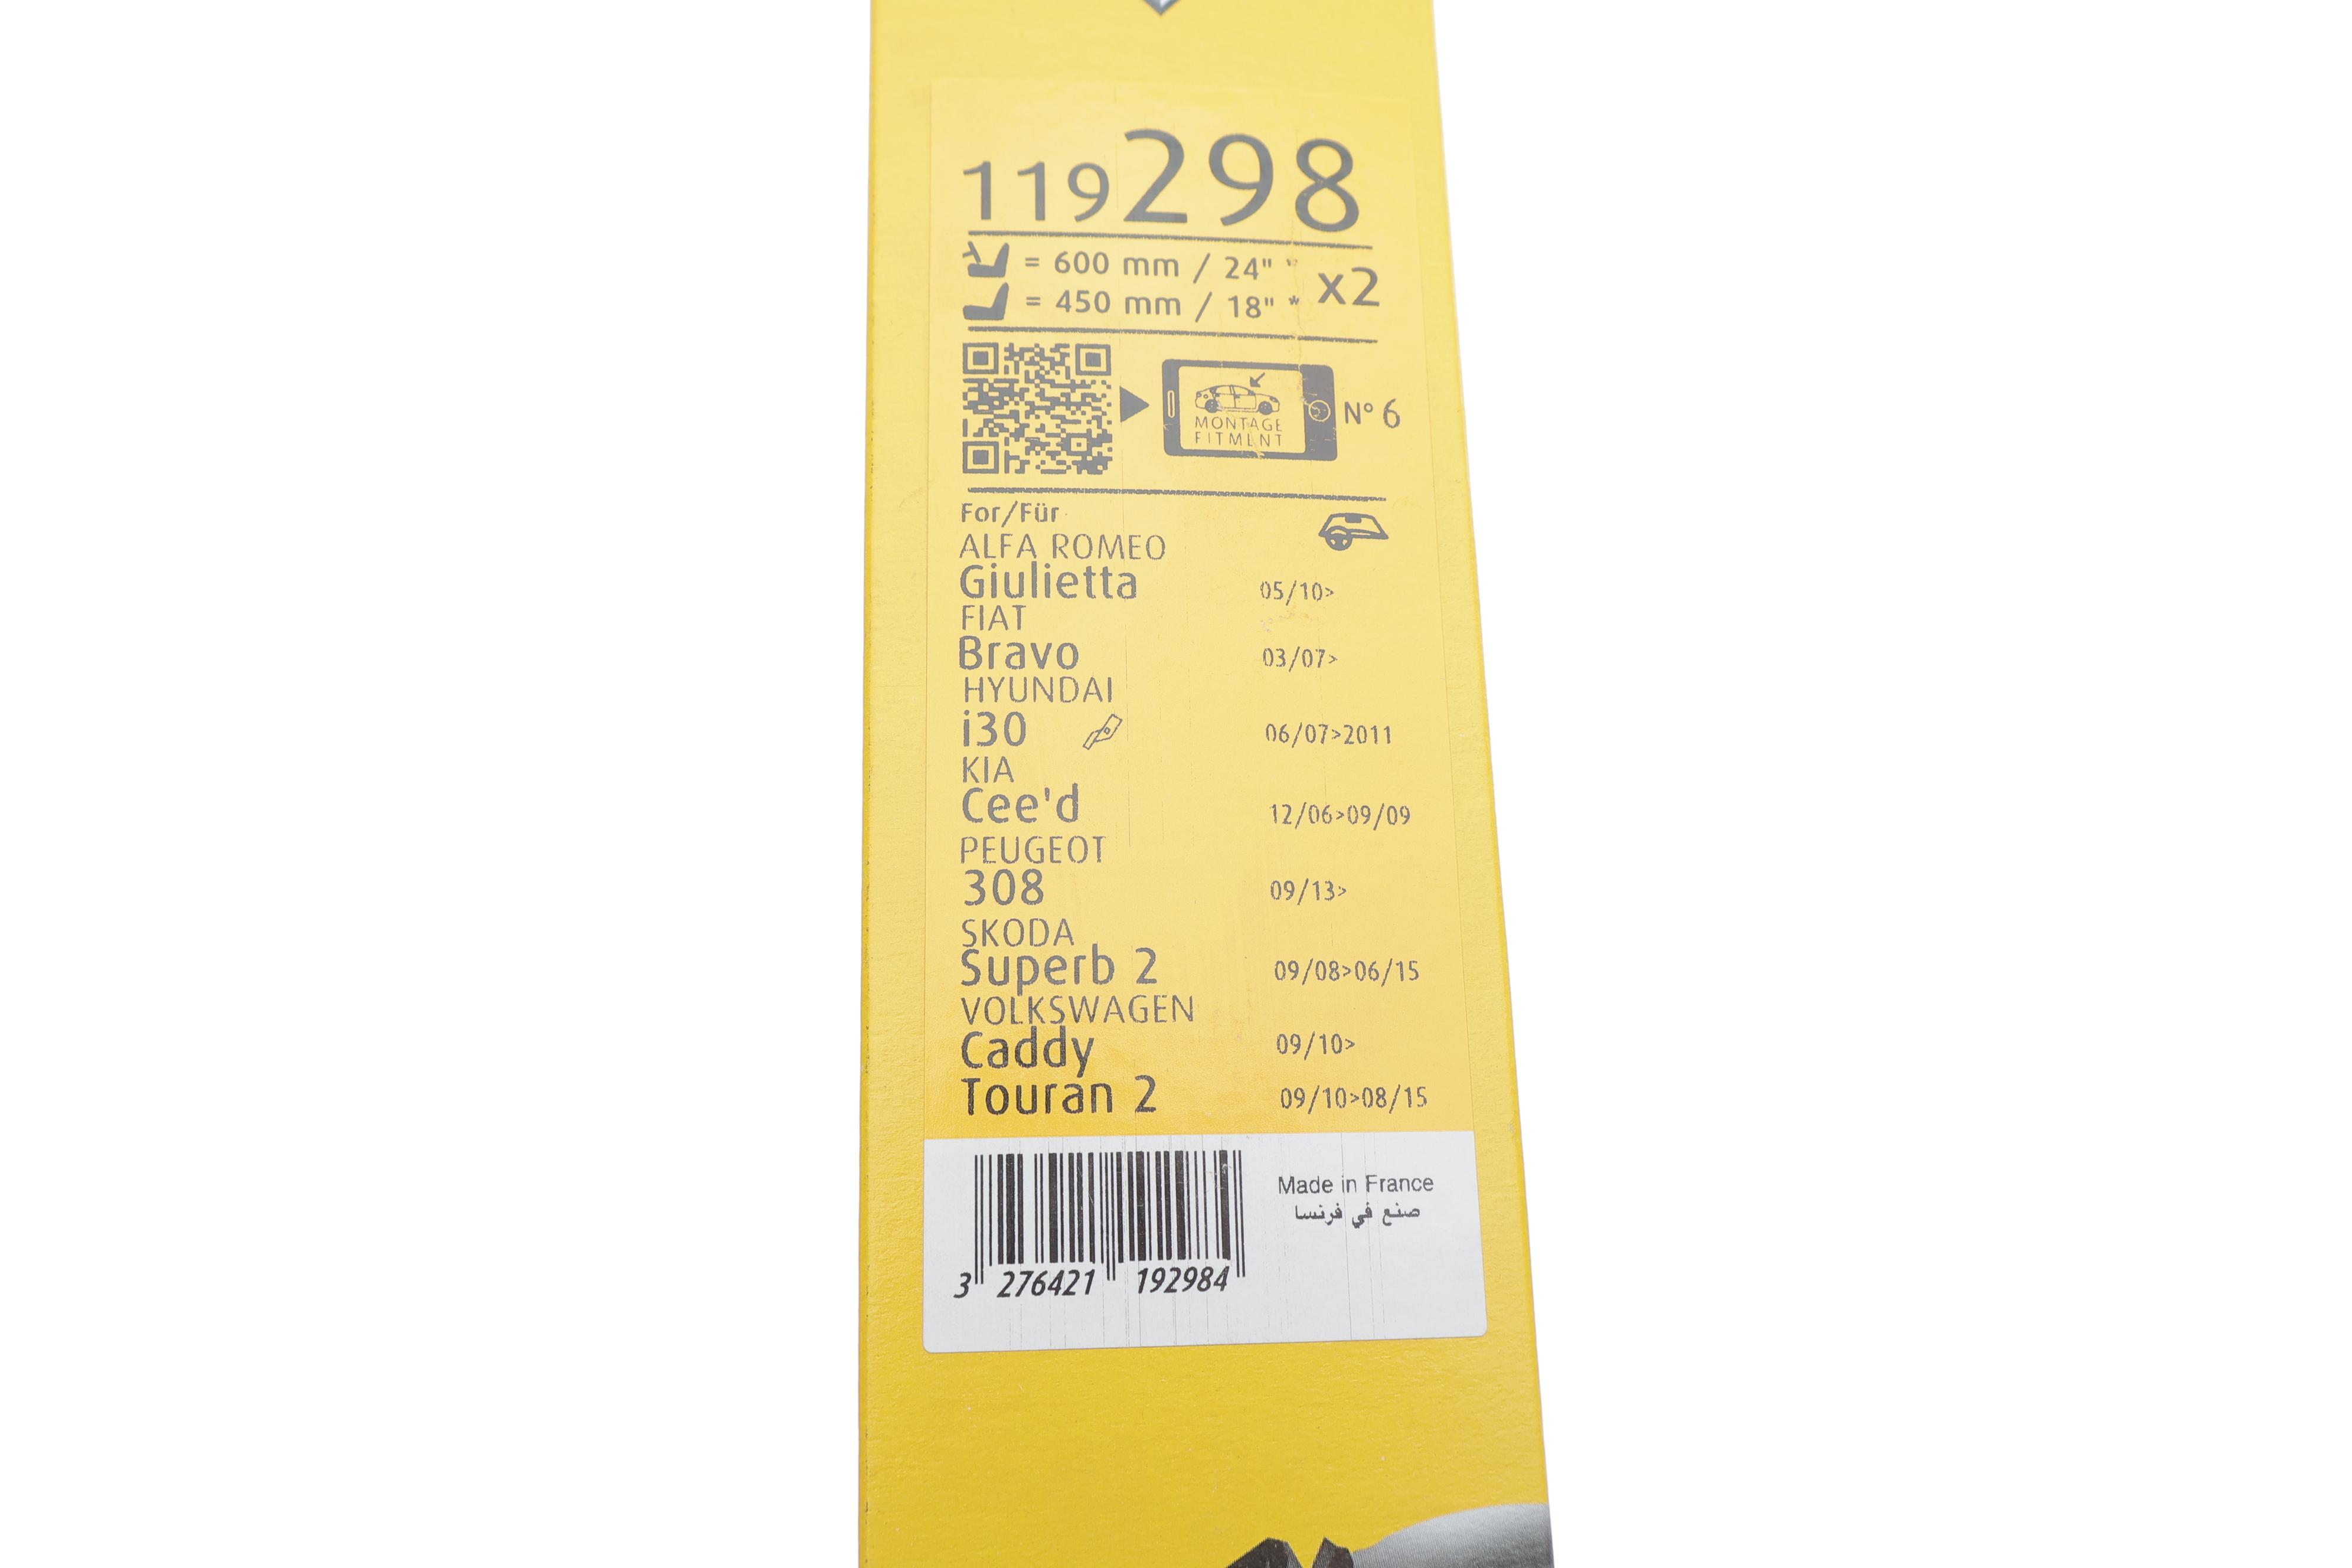 119298
= 600 mm / 24" *
= 450 mm / 18" *
x2
MONTAGE
FITMENT
N° 6
For/Für
ALFA ROMEO
Giulietta 05/10>
FIAT
Bravo 03/07>
HYUNDAI
i30 06/07>2011
KIA
Cee'd 12/06>09/09
PEUGEOT
308 09/13>
SKODA
Superb 2 09/08>06/15
VOLKSWAGEN
Caddy 09/10>
Touran 2 09/10>08/15
Made in France
صنع في فرنسا
3 276421 192984